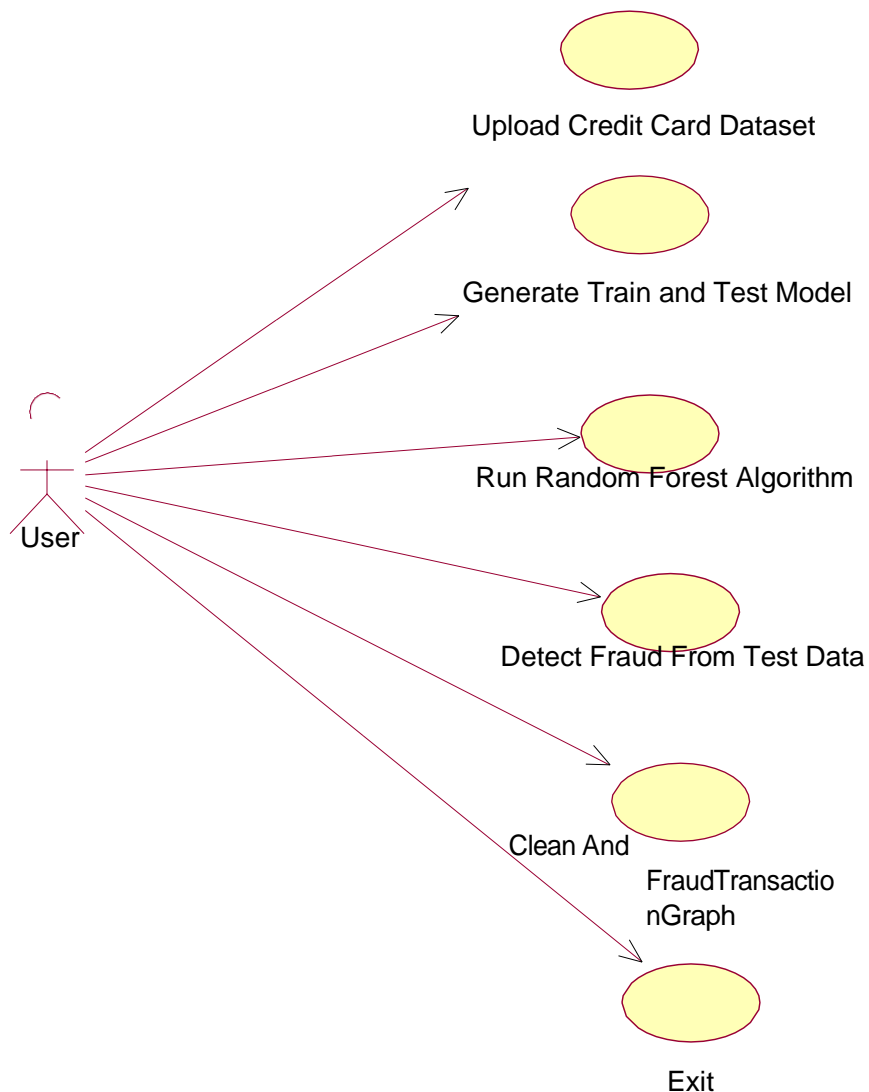 Upload Credit Card Dataset
Generate Train and Test Model
Run Random Forest Algorithm
User
Detect Fraud From Test Data
Clean And
FraudTransactio
nGraph
Exit